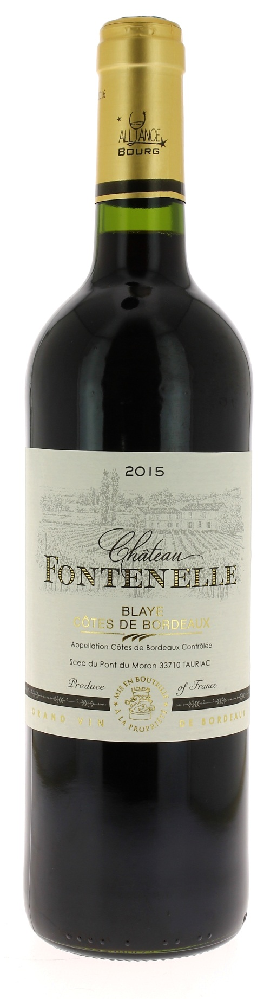 2016
ALLIANCE
BOURG
2015
Château
FONTENELLE
BLAYE
CÔTES DE BORDEAUX
Appellation Côtes de Bordeaux Contrôlée
Scea du Pont du Moron 33710 TAURIAC
Produce of France
MIS EN BOUTEILLE
À LA PROPRIÉTÉ
GRAND VIN DE BORDEAUX